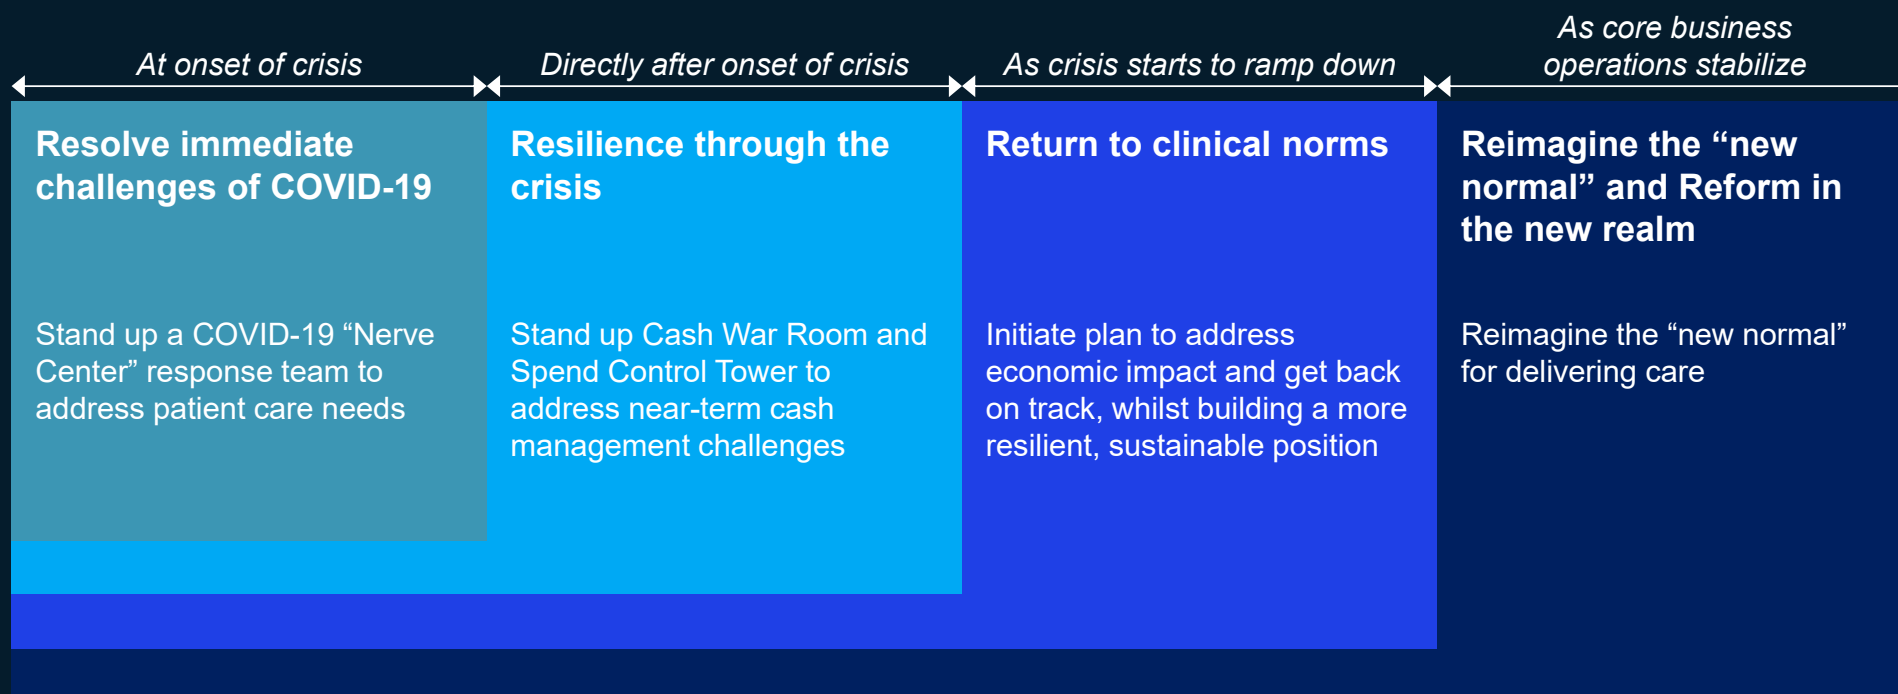 At onset of crisis
Directly after onset of crisis
As crisis starts to ramp down
As core business
operations stabilize
Resolve immediate
challenges of COVID-19
Stand up a COVID-19 “Nerve
Center” response team to
address patient care needs
Resilience through the
crisis
Stand up Cash War Room and
Spend Control Tower to
address near-term cash
management challenges
Return to clinical norms
Initiate plan to address
economic impact and get back
on track, whilst building a more
resilient, sustainable position
Reimagine the “new
normal” and Reform in
the new realm
Reimagine the “new normal”
for delivering care